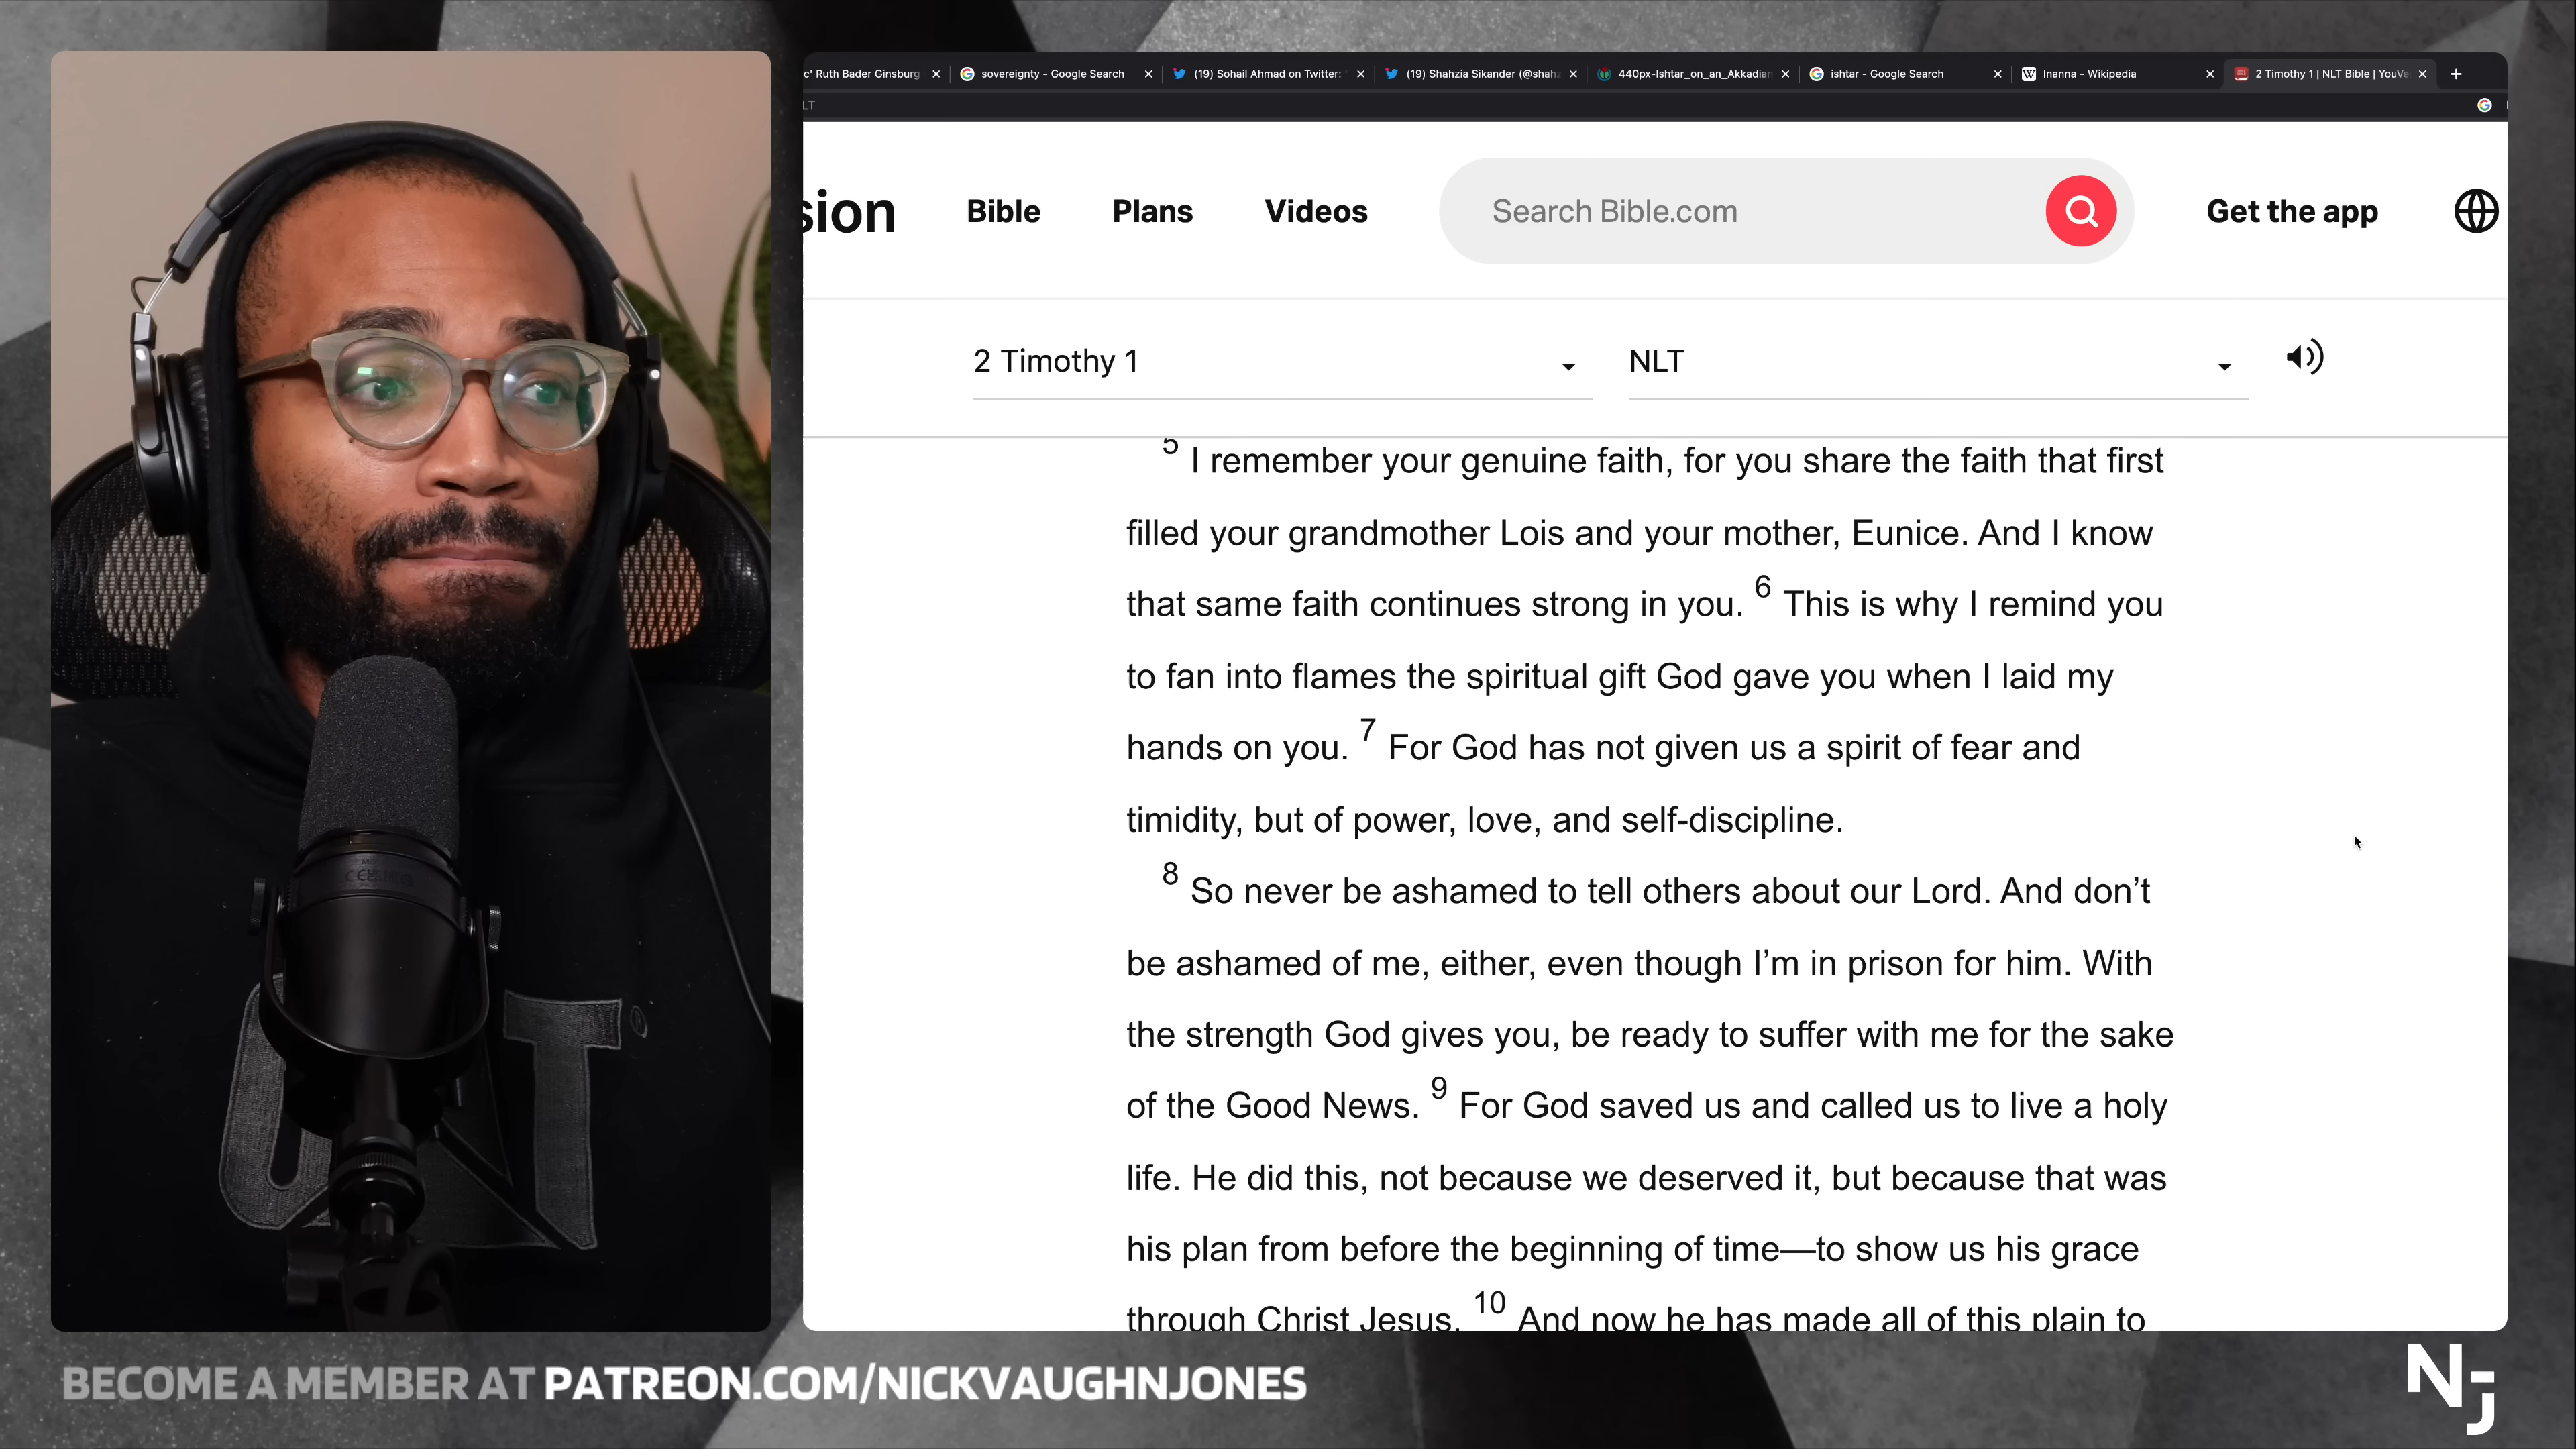 c' Ruth Bader Ginsburg
sovereignty - Google Search
(19) Sohail Ahmad on Twitter: "
(19) Shahzia Sikander (@shahz
440px-Ishtar_on_an_Akkadian
ishtar - Google Search
Inanna - Wikipedia
2 Timothy 1 | NLT Bible | YouVe
LT
sion
Bible
Plans
Videos
Search Bible.com
Get the app
2 Timothy 1
NLT
5 I remember your genuine faith, for you share the faith that first
filled your grandmother Lois and your mother, Eunice. And I know
that same faith continues strong in you. 6 This is why I remind you
to fan into flames the spiritual gift God gave you when I laid my
hands on you. 7 For God has not given us a spirit of fear and
timidity, but of power, love, and self-discipline.
8 So never be ashamed to tell others about our Lord. And don’t
be ashamed of me, either, even though I’m in prison for him. With
the strength God gives you, be ready to suffer with me for the sake
of the Good News. 9 For God saved us and called us to live a holy
life. He did this, not because we deserved it, but because that was
his plan from before the beginning of time—to show us his grace
through Christ Jesus. 10 And now he has made all of this plain to
BECOME A MEMBER AT PATREON.COM/NICKVAUGHNJONES
NJ